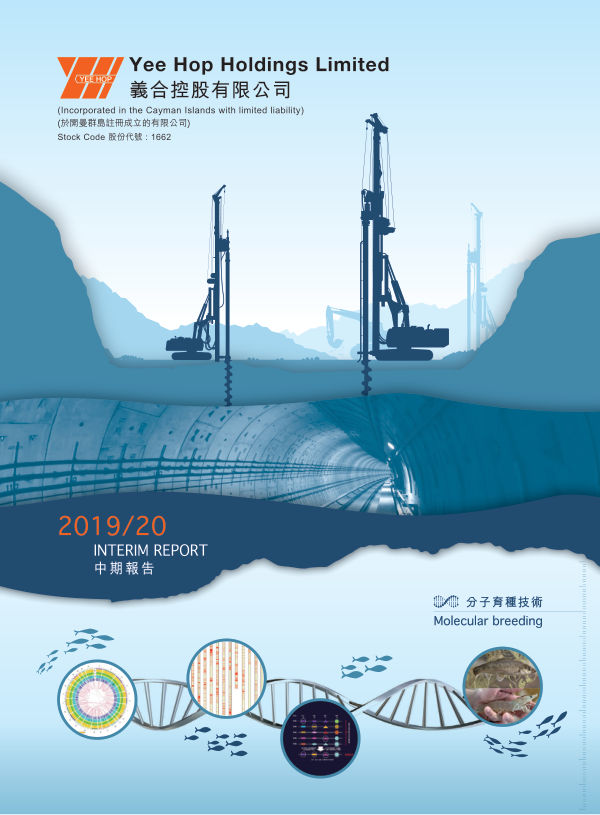 YEE HOP
Yee Hop Holdings Limited
義合控股有限公司
(Incorporated in the Cayman Islands with limited liability)
(於開曼群島註冊成立的有限公司)
Stock Code 股份代號 : 1662
2019/20
INTERIM REPORT
中期報告
分子育種技術
Molecular breeding